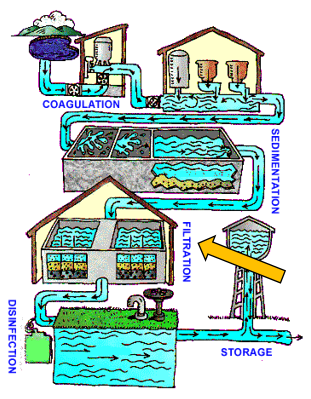 COAGULATION
SEDIMENTATION
FILTRATION
DISINFECTION
STORAGE